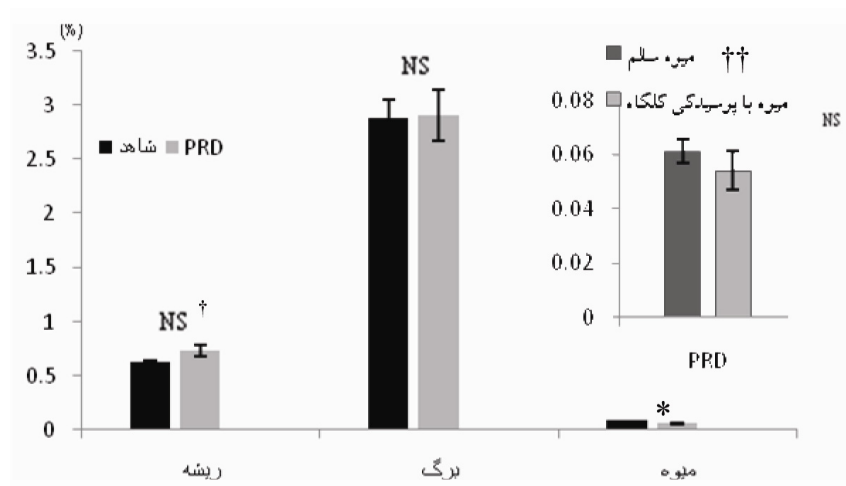 (%)
3.5
3
2.5
2
1.5
1
0.5
0
شاهد
PRD
NS †
NS
*
ریشه
برگ
میوه
میوه سالم ††
میوه با پوسیدگی گلگاه
NS
0.08
0.06
0.04
0.02
0
PRD